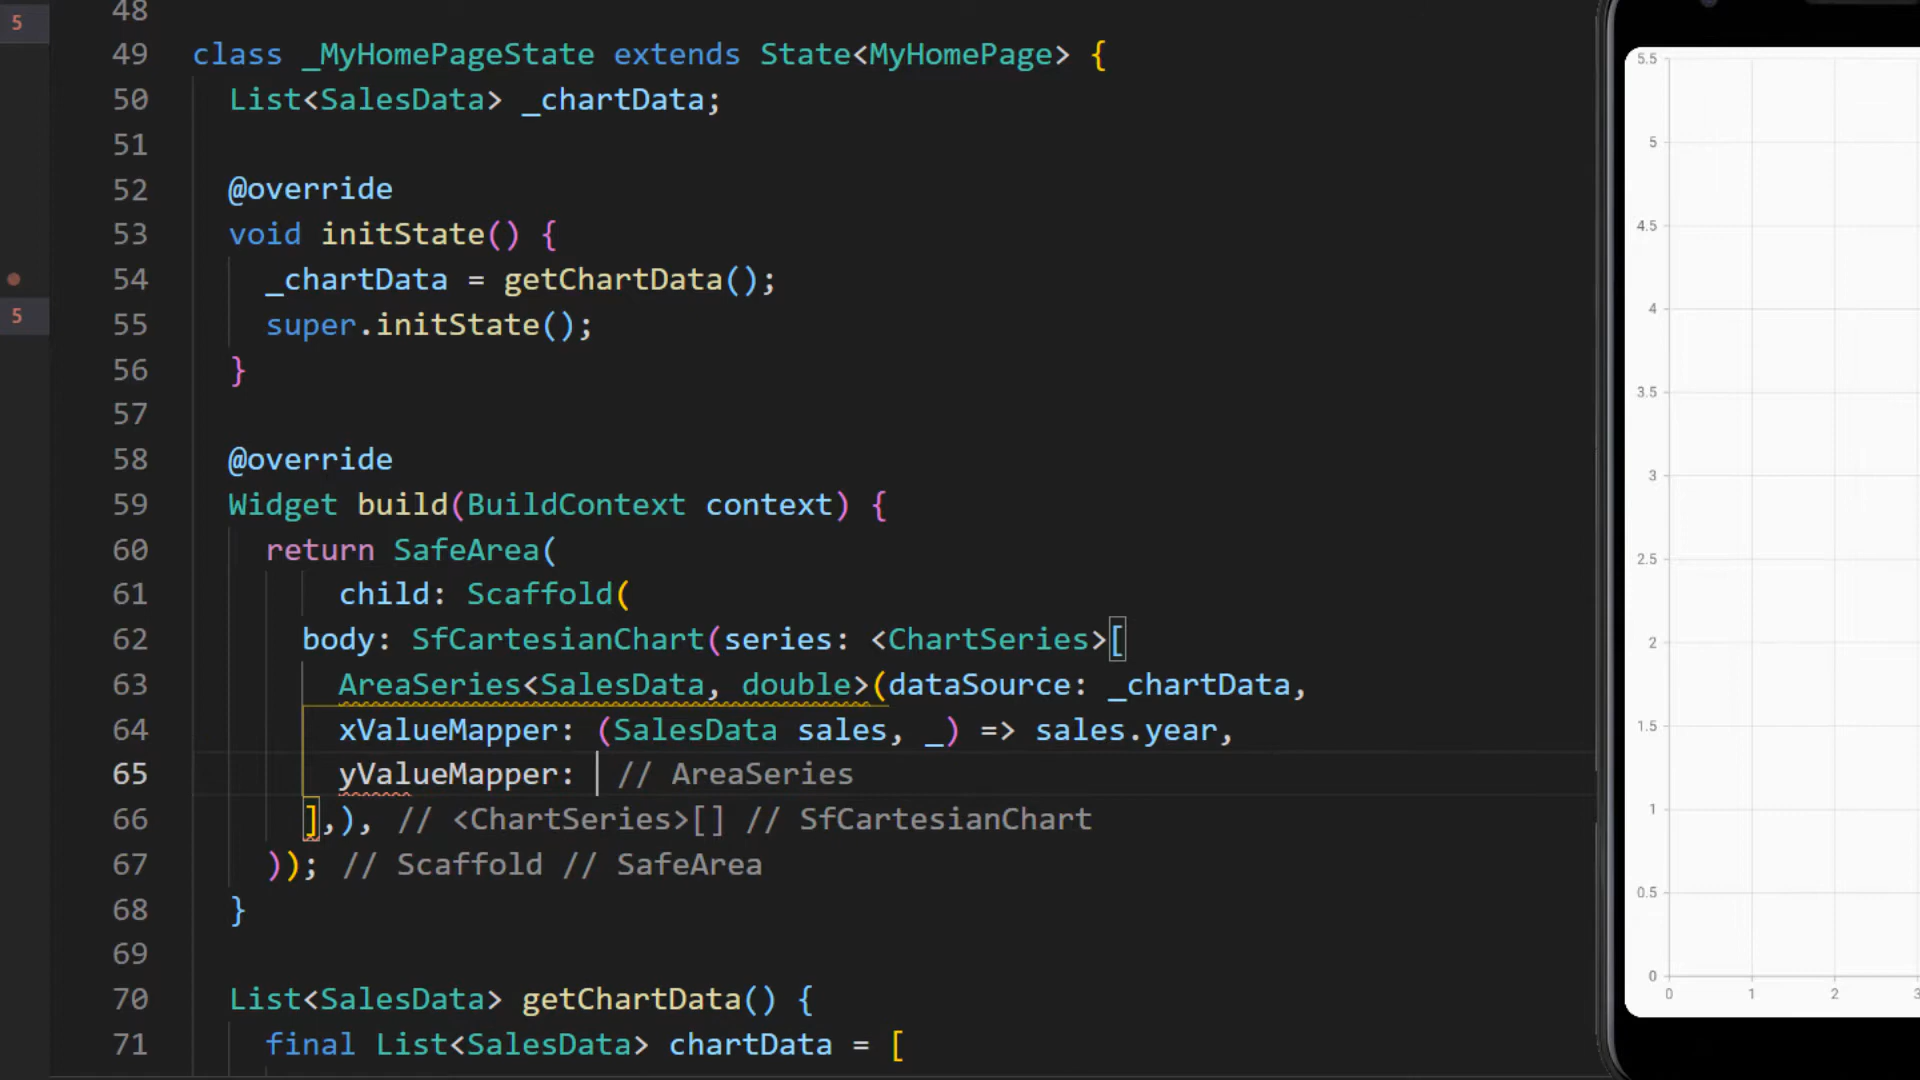 5
48
49 class _MyHomePageState extends State<MyHomePage> {
50 List<SalesData> _chartData;
51
52 @override
53 void initState() {
54 _chartData = getChartData();
5
55 super.initState();
56 }
57
58 @override
59 Widget build(BuildContext context) {
60 return SafeArea(
61 child: Scaffold(
62 body: SfCartesianChart(series: <ChartSeries>[
63 AreaSeries<SalesData, double>(dataSource: _chartData,
64 xValueMapper: (SalesData sales, _) => sales.year,
65 yValueMapper: // AreaSeries
66 ],), // <ChartSeries>[] // SfCartesianChart
67 )); // Scaffold // SafeArea
68 }
69
70 List<SalesData> getChartData() {
71 final List<SalesData> chartData = [
5.5
5
4.5
4
3.5
3
2.5
2
1.5
1
0.5
0
0 1 2 3